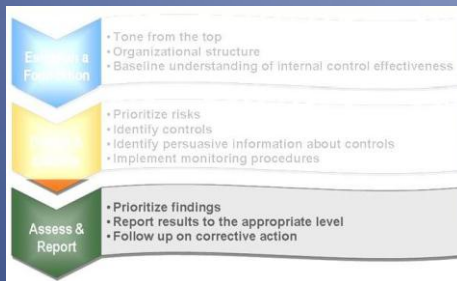 • Tone from the top
• Organizational structure
• Baseline understanding of internal control effectiveness
• Prioritize risks
• Identify controls
• Identify persuasive information about controls
• Implement monitoring procedures
Assess &
Report
• Prioritize findings
• Report results to the appropriate level
• Follow up on corrective action